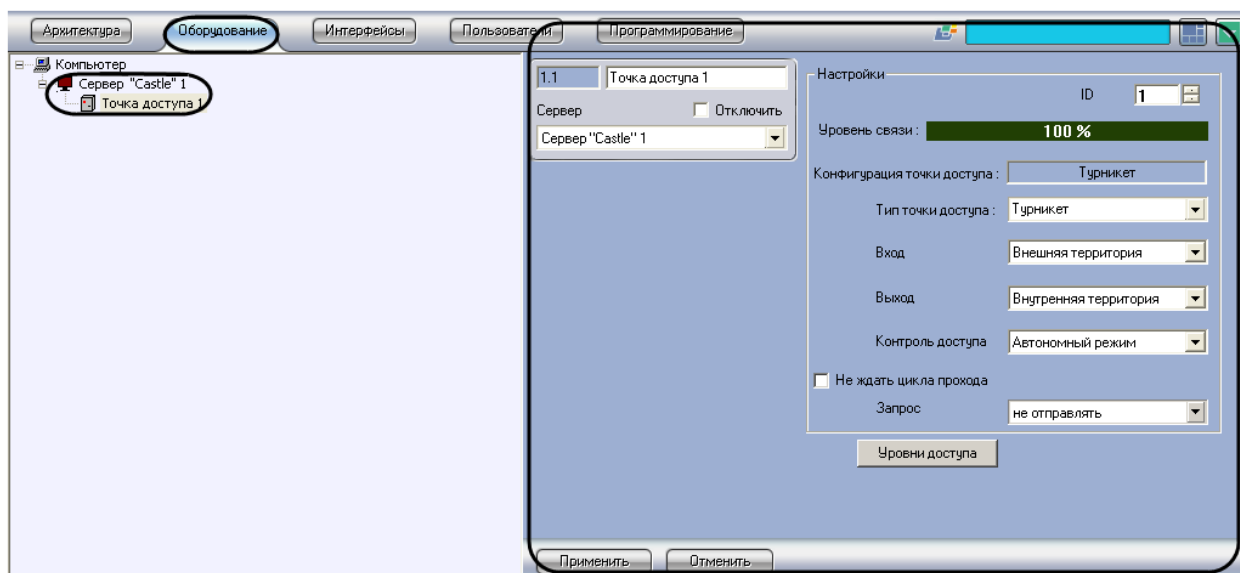 Архитектура Оборудование Интерфейсы Пользователи Программирование
Компьютер
Сервер "Castle" 1
Точка доступа 1
1.1 Точка доступа 1
Сервер Отключить
Сервер "Castle" 1
Настройки
ID 1
Уровень связи : 100 %
Конфигурация точки доступа : Турникет
Тип точки доступа : Турникет
Вход Внешняя территория
Выход Внутренняя территория
Контроль доступа Автономный режим
Не ждать цикла прохода
Запрос не отправлять
Уровни доступа
Применить Отменить